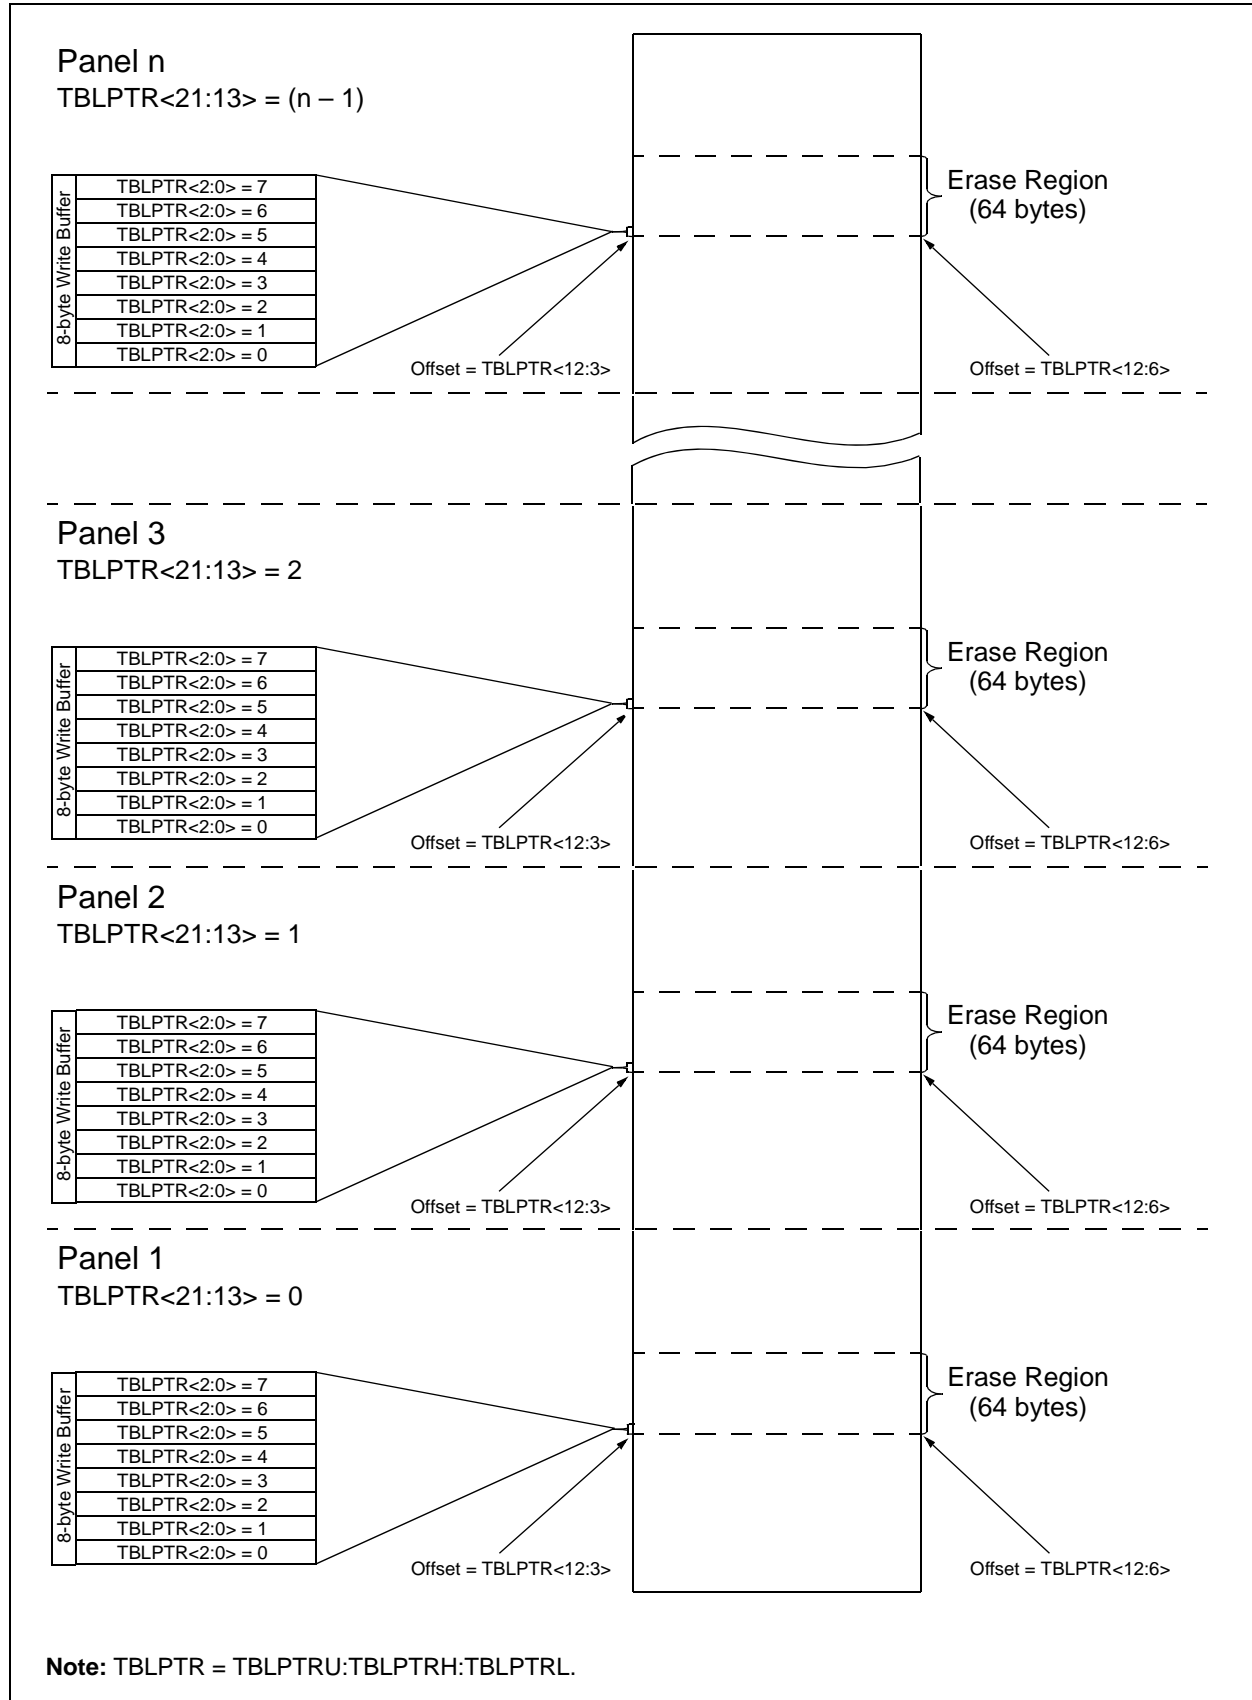 Panel n
TBLPTR<21:13> = (n – 1)
8-byte Write Buffer
TBLPTR<2:0> = 7
TBLPTR<2:0> = 6
TBLPTR<2:0> = 5
TBLPTR<2:0> = 4
TBLPTR<2:0> = 3
TBLPTR<2:0> = 2
TBLPTR<2:0> = 1
TBLPTR<2:0> = 0
Offset = TBLPTR<12:3>
Erase Region
(64 bytes)
Offset = TBLPTR<12:6>
Panel 3
TBLPTR<21:13> = 2
8-byte Write Buffer
TBLPTR<2:0> = 7
TBLPTR<2:0> = 6
TBLPTR<2:0> = 5
TBLPTR<2:0> = 4
TBLPTR<2:0> = 3
TBLPTR<2:0> = 2
TBLPTR<2:0> = 1
TBLPTR<2:0> = 0
Offset = TBLPTR<12:3>
Erase Region
(64 bytes)
Offset = TBLPTR<12:6>
Panel 2
TBLPTR<21:13> = 1
8-byte Write Buffer
TBLPTR<2:0> = 7
TBLPTR<2:0> = 6
TBLPTR<2:0> = 5
TBLPTR<2:0> = 4
TBLPTR<2:0> = 3
TBLPTR<2:0> = 2
TBLPTR<2:0> = 1
TBLPTR<2:0> = 0
Offset = TBLPTR<12:3>
Erase Region
(64 bytes)
Offset = TBLPTR<12:6>
Panel 1
TBLPTR<21:13> = 0
8-byte Write Buffer
TBLPTR<2:0> = 7
TBLPTR<2:0> = 6
TBLPTR<2:0> = 5
TBLPTR<2:0> = 4
TBLPTR<2:0> = 3
TBLPTR<2:0> = 2
TBLPTR<2:0> = 1
TBLPTR<2:0> = 0
Offset = TBLPTR<12:3>
Erase Region
(64 bytes)
Offset = TBLPTR<12:6>
Note: TBLPTR = TBLPTRU:TBLPTRH:TBLPTRL.